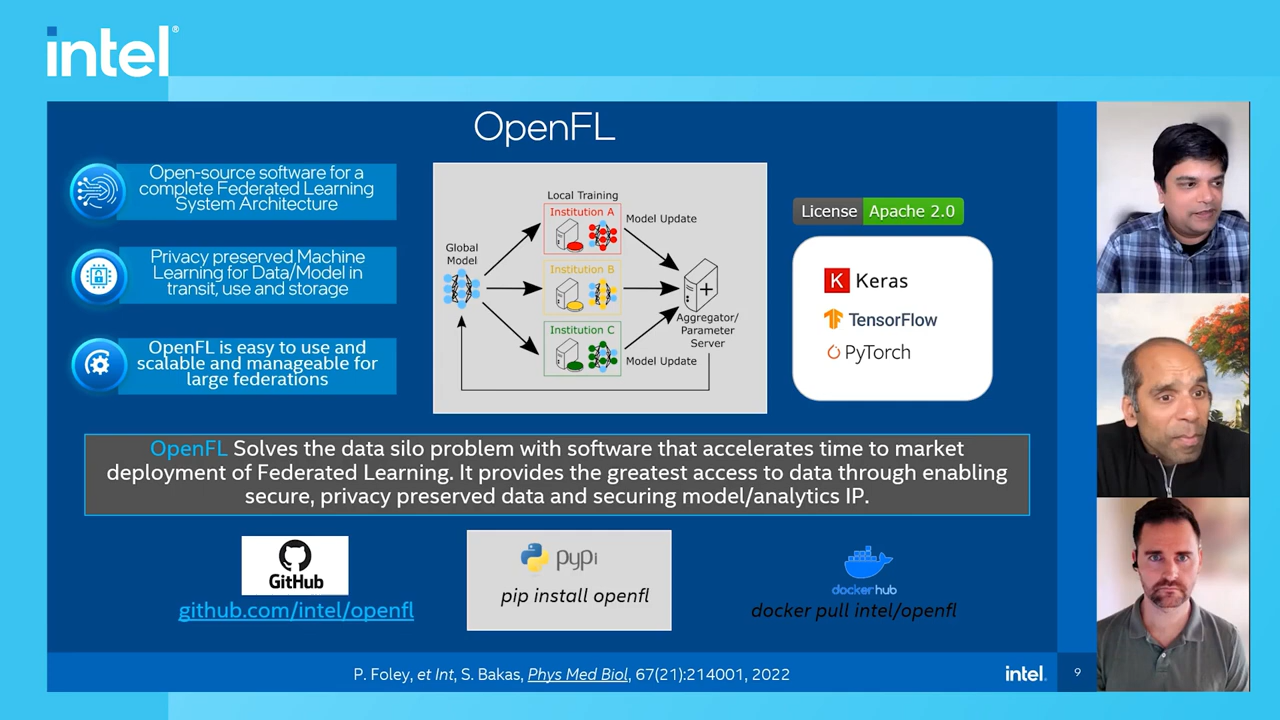 intel®
OpenFL
Open-source software for a
complete Federated Learning
System Architecture
Privacy preserved Machine
Learning for Data/Model in
transit, use and storage
OpenFL is easy to use and
scalable and manageable for
large federations
Local Training
Institution A
Model Update
Global
Model
Institution B
Aggregator/
Parameter
Server
Institution C
Model Update
License Apache 2.0
K Keras
TensorFlow
PyTorch
OpenFL Solves the data silo problem with software that accelerates time to market
deployment of Federated Learning. It provides the greatest access to data through enabling
secure, privacy preserved data and securing model/analytics IP.
GitHub
github.com/intel/openfl
pypi
pip install openfl
dockerhub
docker pull intel/openfl
P. Foley, et Int, S. Bakas, Phys Med Biol, 67(21):214001, 2022
intel.
9